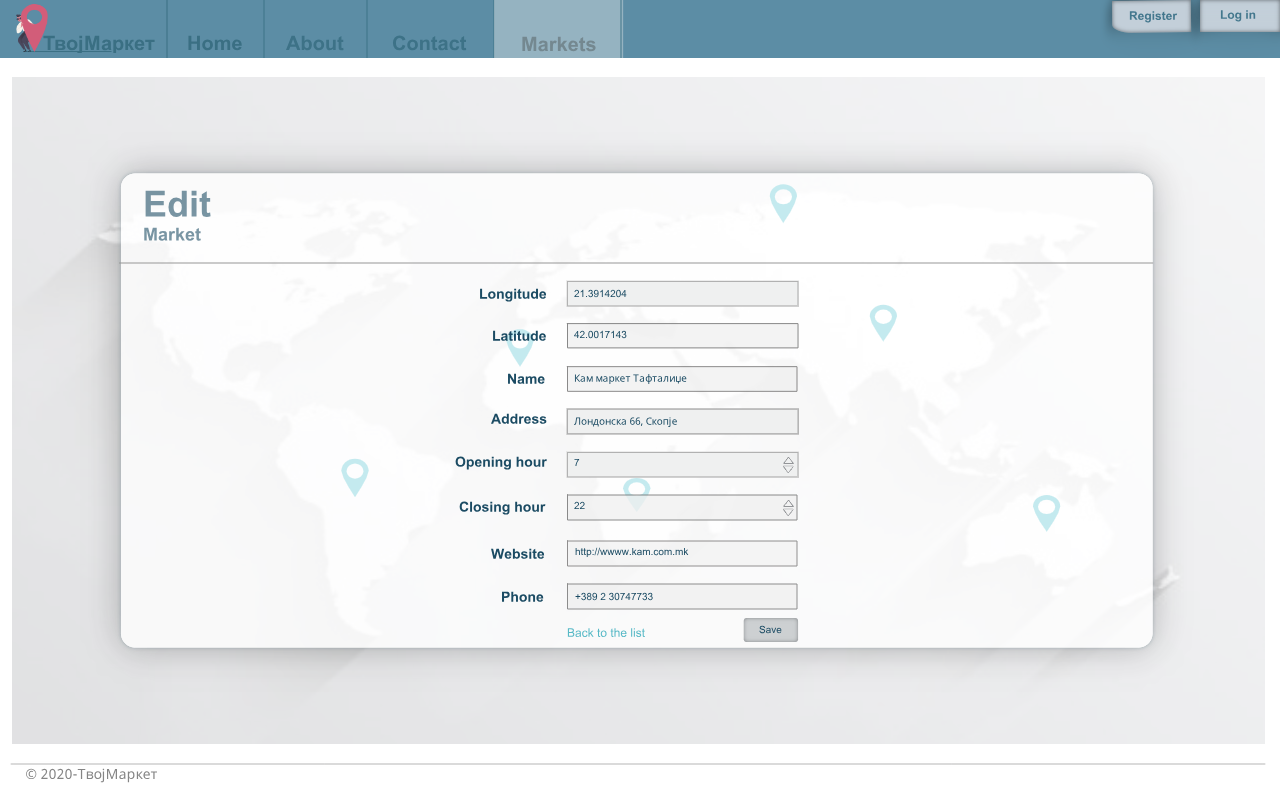 ТвојМаркет Home About Contact Markets Register Log in
Edit
Market
Longitude 21.3914204
Latitude 42.0017143
Name Кам маркет Тафталиџе
Address Лондонска 66, Скопје
Opening hour 7
Closing hour 22
Website http://wwww.kam.com.mk
Phone +389 2 30747733
Back to the list Save
© 2020-ТвојМаркет